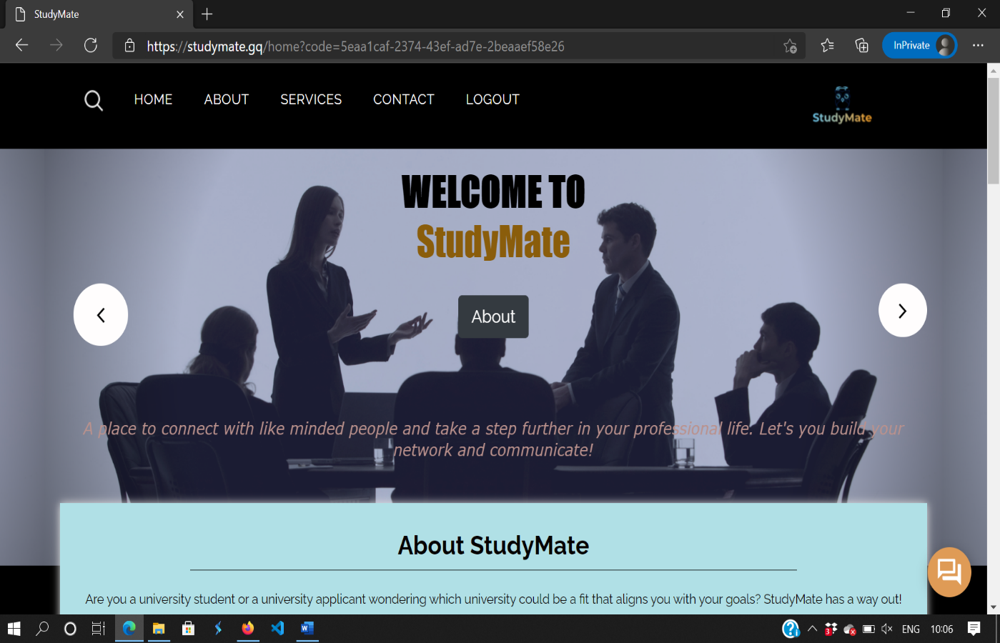 StudyMate
https://studymate.gq/home?code=5eaa1caf-2374-43ef-ad7e-2beaaef58e26
InPrivate
HOME ABOUT SERVICES CONTACT LOGOUT
StudyMate
WELCOME TO
StudyMate
About
A place to connect with like minded people and take a step further in your professional life. Let's you build your
network and communicate!
About StudyMate
Are you a university student or a university applicant wondering which university could be a fit that aligns you with your goals? StudyMate has a way out!
3 ENG 10:06